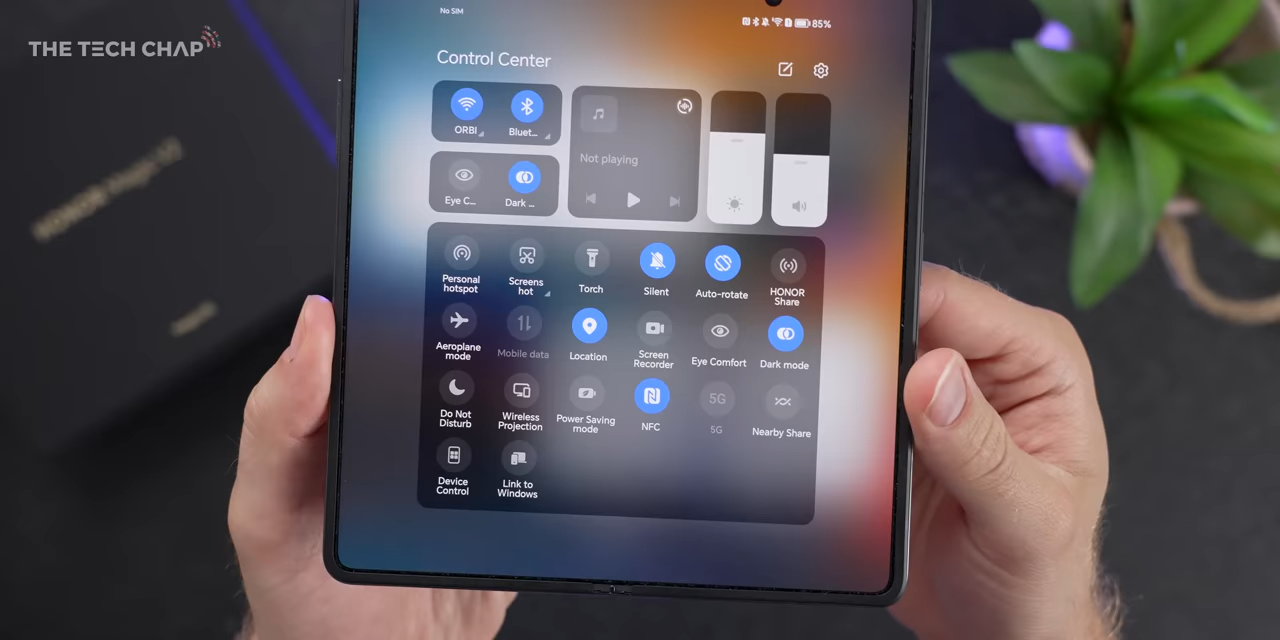 THE TECH CHAP
No SIM
85%
Control Center
ORBI
Bluet...
Not playing
Eye C...
Dark ...
Personal
hotspot
Screens
hot
Torch
Silent
Auto-rotate
HONOR
Share
Aeroplane
mode
Mobile data
Location
Screen
Recorder
Eye Comfort
Dark mode
Do Not
Disturb
Wireless
Projection
Power Saving
mode
NFC
5G
5G
Nearby Share
Device
Control
Link to
Windows
HONOR